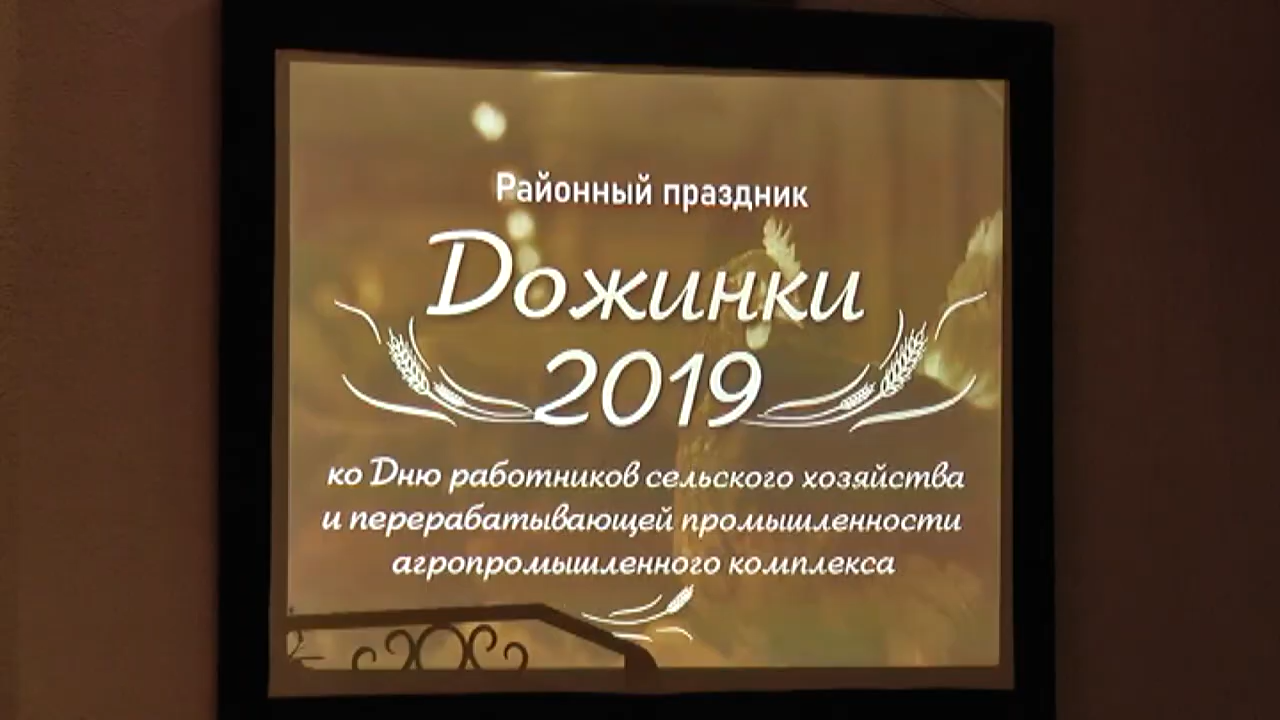 Районный праздник
Дожинки
2019
ко Дню работников сельского хозяйства
и перерабатывающей промышленности
агропромышленного комплекса